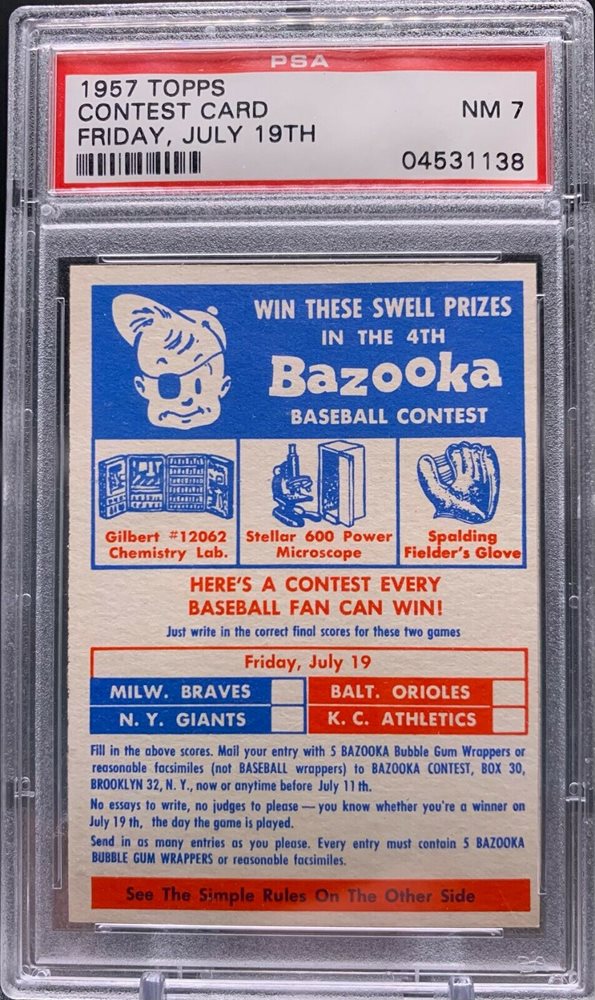 PSA
1957 TOPPS
CONTEST CARD
NM 7
FRIDAY, JULY 19TH
04531138
WIN THESE SWELL PRIZES
IN THE 4TH
Bazooka
BASEBALL CONTEST
Gilbert #12062
Chemistry Lab.
Stellar 600 Power
Microscope
Spalding
Fielder's Glove
HERE'S A CONTEST EVERY
BASEBALL FAN CAN WIN!
Just write in the correct final scores for these two games
Friday, July 19
MILW. BRAVES
BALT. ORIOLES
N. Y. GIANTS
K. C. ATHLETICS
Fill in the above scores. Mail your entry with 5 BAZOOKA Bubble Gum Wrappers or
reasonable facsimiles (not BASEBALL wrappers) to BAZOOKA CONTEST, BOX 30,
BROOKLYN 32, N. Y., now or anytime before July 11th.
No essays to write, no judges to please — you know whether you're a winner on
July 19th, the day the game is played.
Send in as many entries as you please. Every entry must contain 5 BAZOOKA
BUBBLE GUM WRAPPERS or reasonable facsimiles.
See The Simple Rules On The Other Side